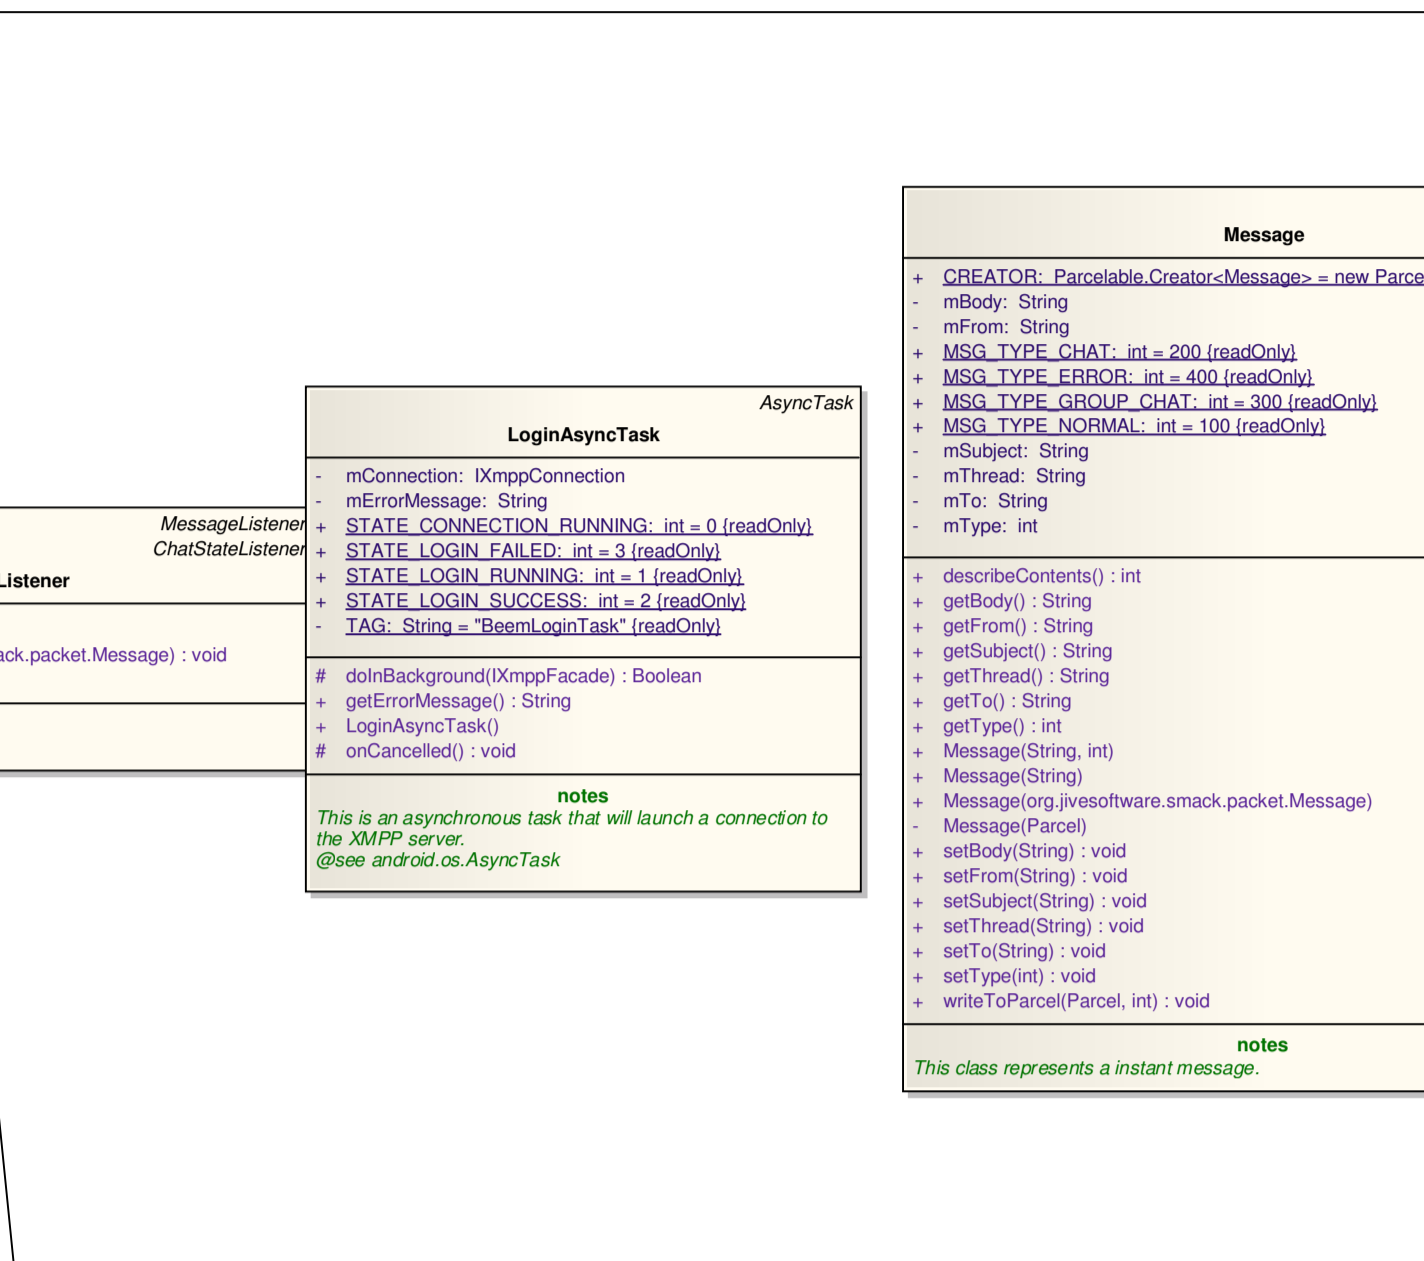 MessageListener
ChatStateListener
Listener
ack.packet.Message) : void
AsyncTask
LoginAsyncTask
- mConnection: IXmppConnection
- mErrorMessage: String
+ STATE_CONNECTION_RUNNING: int = 0 {readOnly}
+ STATE_LOGIN_FAILED: int = 3 {readOnly}
+ STATE_LOGIN_RUNNING: int = 1 {readOnly}
+ STATE_LOGIN_SUCCESS: int = 2 {readOnly}
- TAG: String = "BeemLoginTask" {readOnly}
# doInBackground(IXmppFacade) : Boolean
+ getErrorMessage() : String
+ LoginAsyncTask()
# onCancelled() : void
notes
This is an asynchronous task that will launch a connection to
the XMPP server.
@see android.os.AsyncTask
Message
+ CREATOR: Parcelable.Creator<Message> = new Parce
- mBody: String
- mFrom: String
+ MSG_TYPE_CHAT: int = 200 {readOnly}
+ MSG_TYPE_ERROR: int = 400 {readOnly}
+ MSG_TYPE_GROUP_CHAT: int = 300 {readOnly}
+ MSG_TYPE_NORMAL: int = 100 {readOnly}
- mSubject: String
- mThread: String
- mTo: String
- mType: int
+ describeContents() : int
+ getBody() : String
+ getFrom() : String
+ getSubject() : String
+ getThread() : String
+ getTo() : String
+ getType() : int
+ Message(String, int)
+ Message(String)
+ Message(org.jivesoftware.smack.packet.Message)
- Message(Parcel)
+ setBody(String) : void
+ setFrom(String) : void
+ setSubject(String) : void
+ setThread(String) : void
+ setTo(String) : void
+ setType(int) : void
+ writeToParcel(Parcel, int) : void
notes
This class represents a instant message.